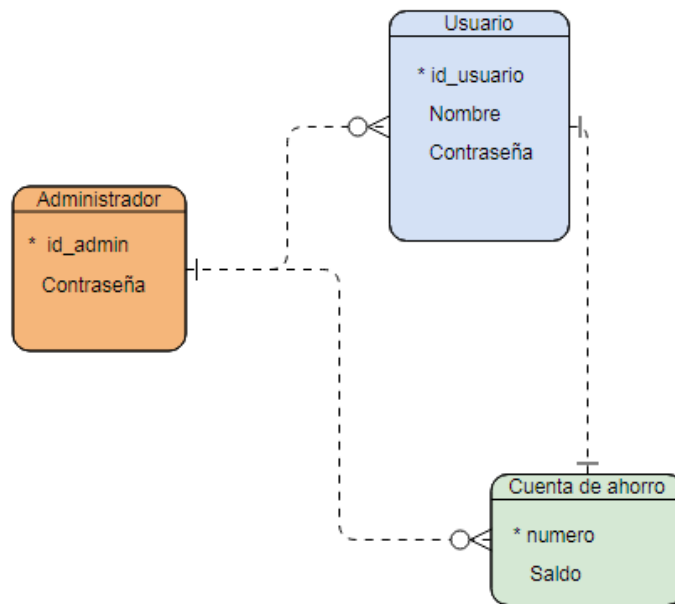 Usuario
* id_usuario
Nombre
Contraseña
Administrador
* id_admin
Contraseña
Cuenta de ahorro
* numero
Saldo